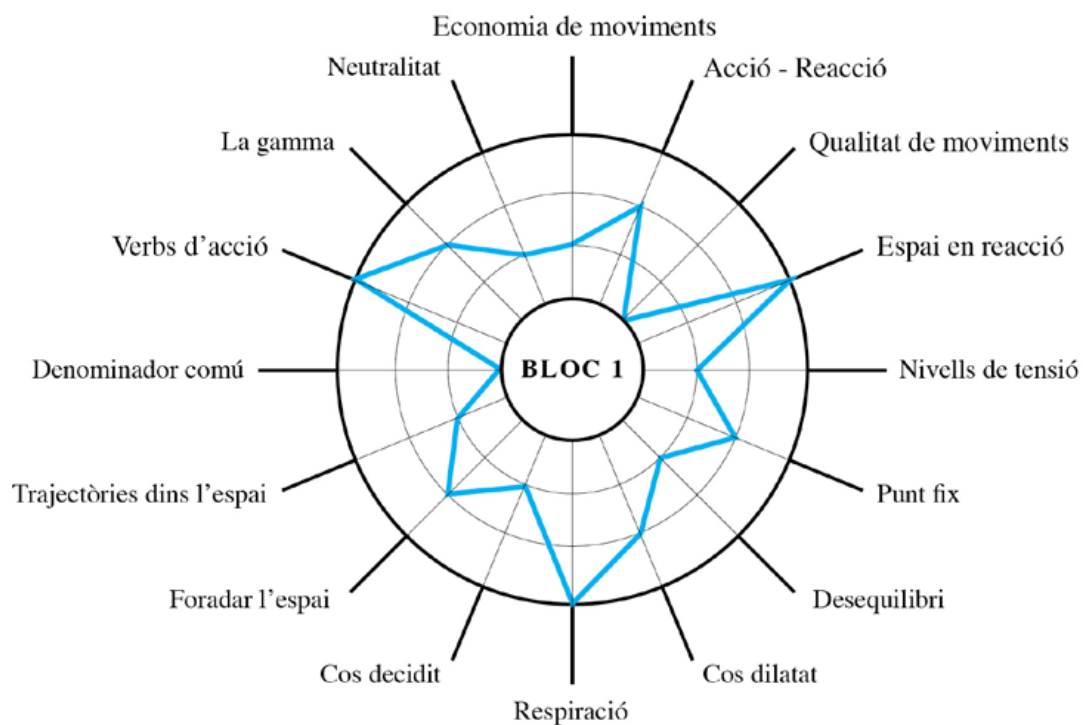 Economia de moviments
Neutralitat
Acció - Reacció
La gamma
Qualitat de moviments
Verbs d’acció
Espai en reacció
Denominador comú
BLOC 1
Nivells de tensió
Trajectòries dins l’espai
Punt fix
Foradar l’espai
Desequilibri
Cos decidit
Cos dilatat
Respiració